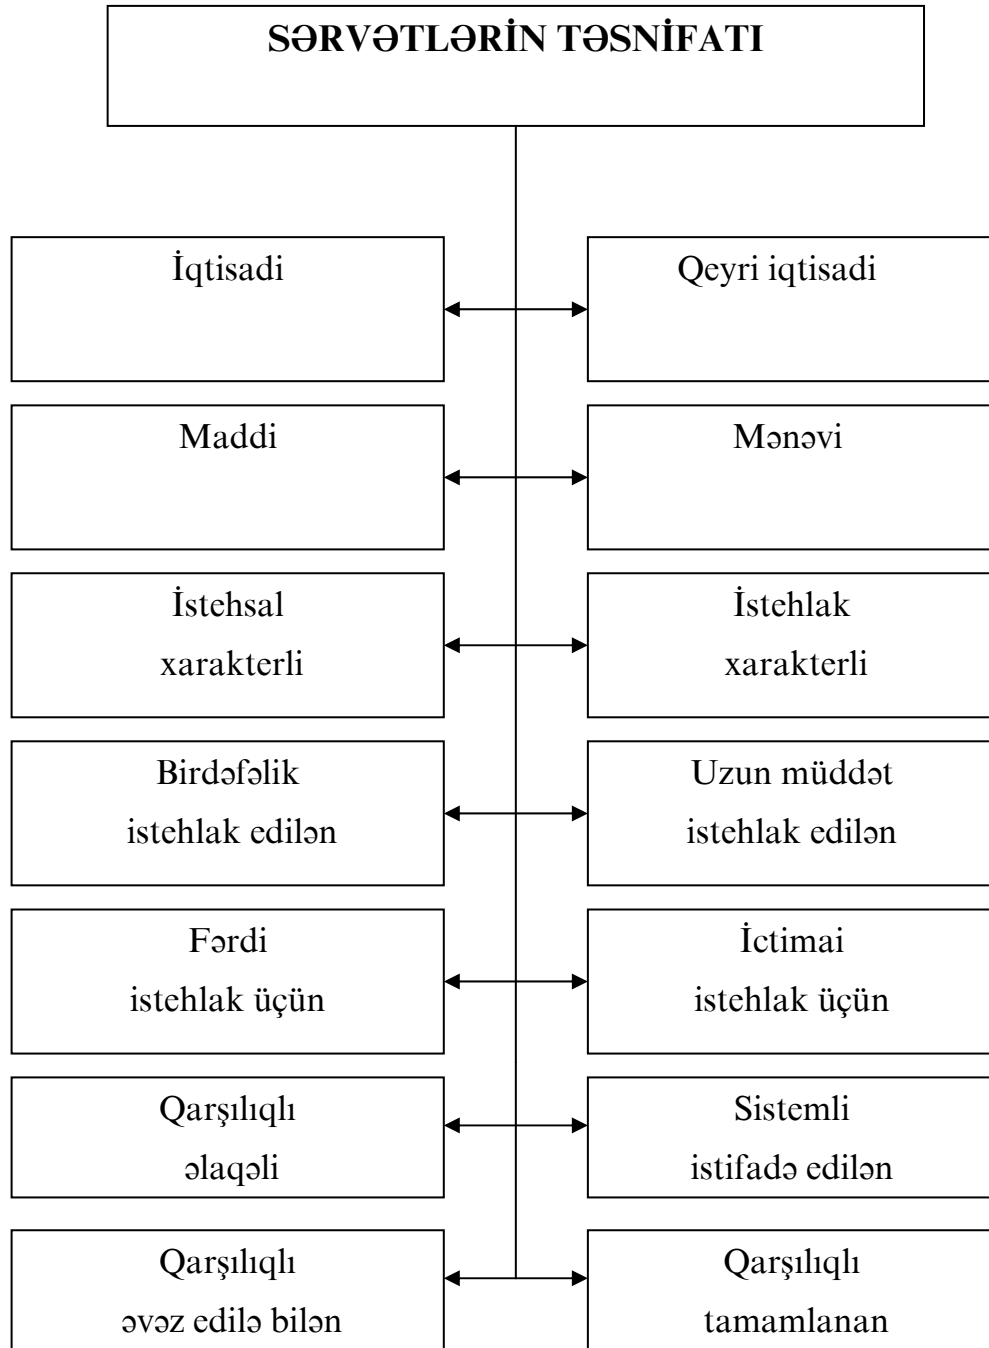 SƏRVƏTLƏRİN TƏSNİFATI
İqtisadi
Qeyri iqtisadi
Maddi
Mənəvi
İstehsal
xarakterli
İstehlak
xarakterli
Birdəfəlik
istehlak edilən
Uzun müddət
istehlak edilən
Fərdi
istehlak üçün
İctimai
istehlak üçün
Qarşılıqlı
əlaqəli
Sistemli
istifadə edilən
Qarşılıqlı
əvəz edilə bilən
Qarşılıqlı
tamamlanan